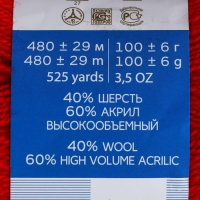 480 ± 29 м 100 ± 6 г
480 ± 29 m 100 ± 6 g
525 yards 3,5 OZ
40% ШЕРСТЬ
60% АКРИЛ
ВЫСОКООБЪЕМНЫЙ
40% WOOL
60% HIGH VOLUME ACRILIC